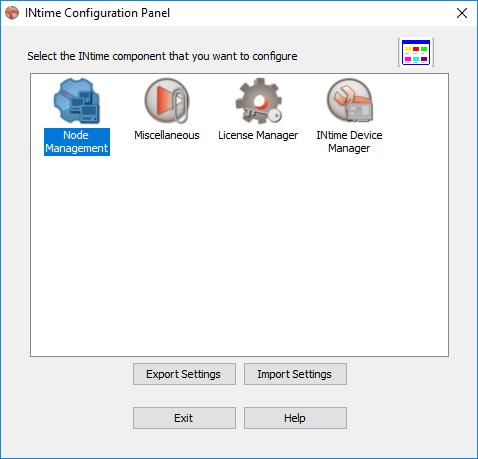 INtime Configuration Panel
Select the INtime component that you want to configure
Node
Management
Miscellaneous
License Manager
INtime Device
Manager
Export Settings
Import Settings
Exit
Help